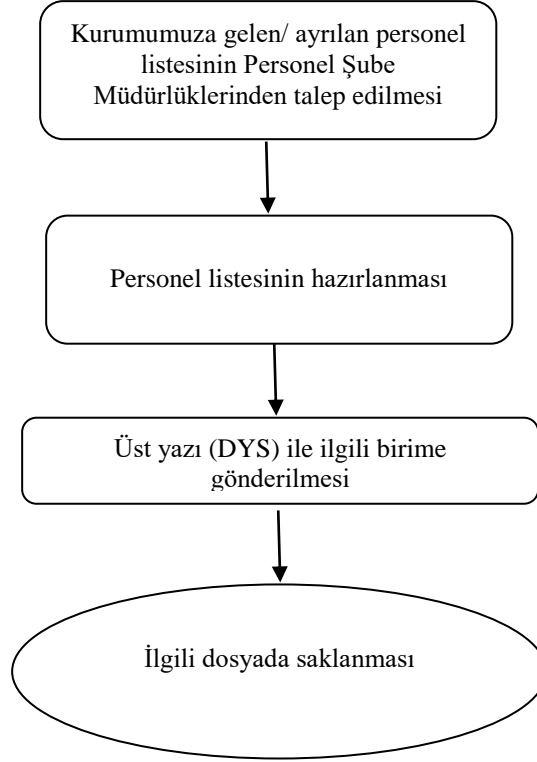 Kurumumuza gelen/ ayrılan personel
listesinin Personel Şube
Müdürlüklerinden talep edilmesi
Personel listesinin hazırlanması
Üst yazı (DYS) ile ilgili birime
gönderilmesi
İlgili dosyada saklanması